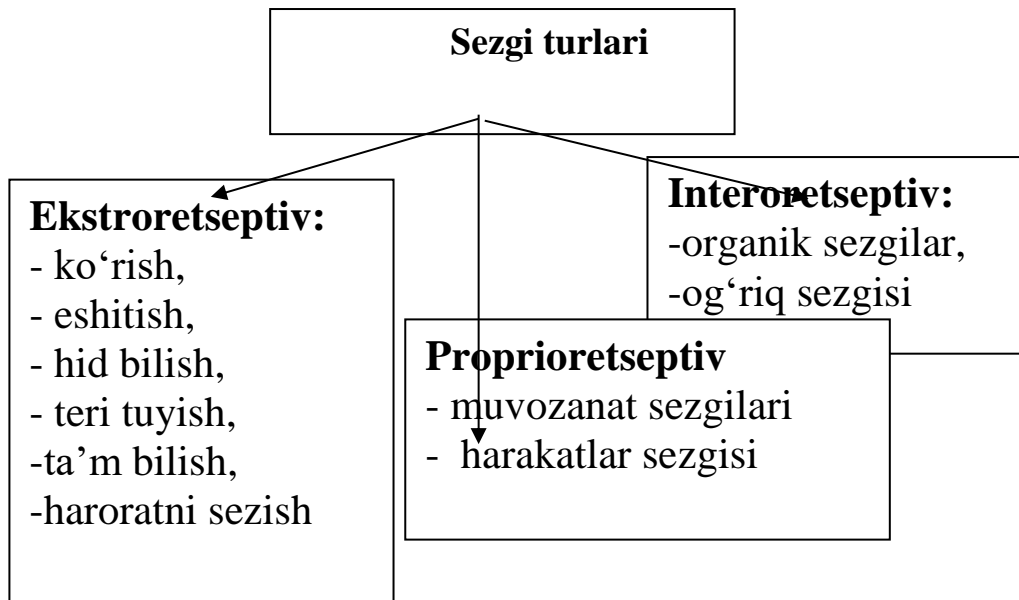 Sezgi turlari
Ekstroretseptiv:
- ko‘rish,
- eshitish,
- hid bilish,
- teri tuyish,
-ta’m bilish,
-haroratni sezish
Proprioretseptiv
- muvozanat sezgilari
- harakatlar sezgisi
Interoretseptiv:
-organik sezgilar,
-og‘riq sezgisi